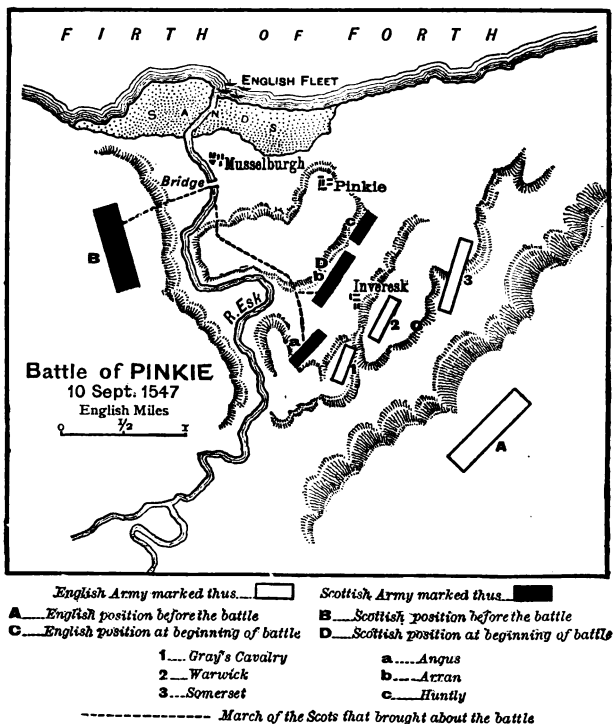 FIRTH OF FORTH
ENGLISH FLEET
SANDS
Musselburgh
Bridge
Pinkie
B
c
D
b
Inveresk
3
2
C
R. Esk
a
1
A
Battle of PINKIE
10 Sept. 1547
English Miles
0 ½ 1
English Army marked thus
Scottish Army marked thus
A English position before the battle
B Scottish position before the battle
C English position at beginning of battle
D Scottish position at beginning of battle
1 Gray's Cavalry
a Angus
2 Warwick
b Arran
3 Somerset
c Huntly
March of the Scots that brought about the battle